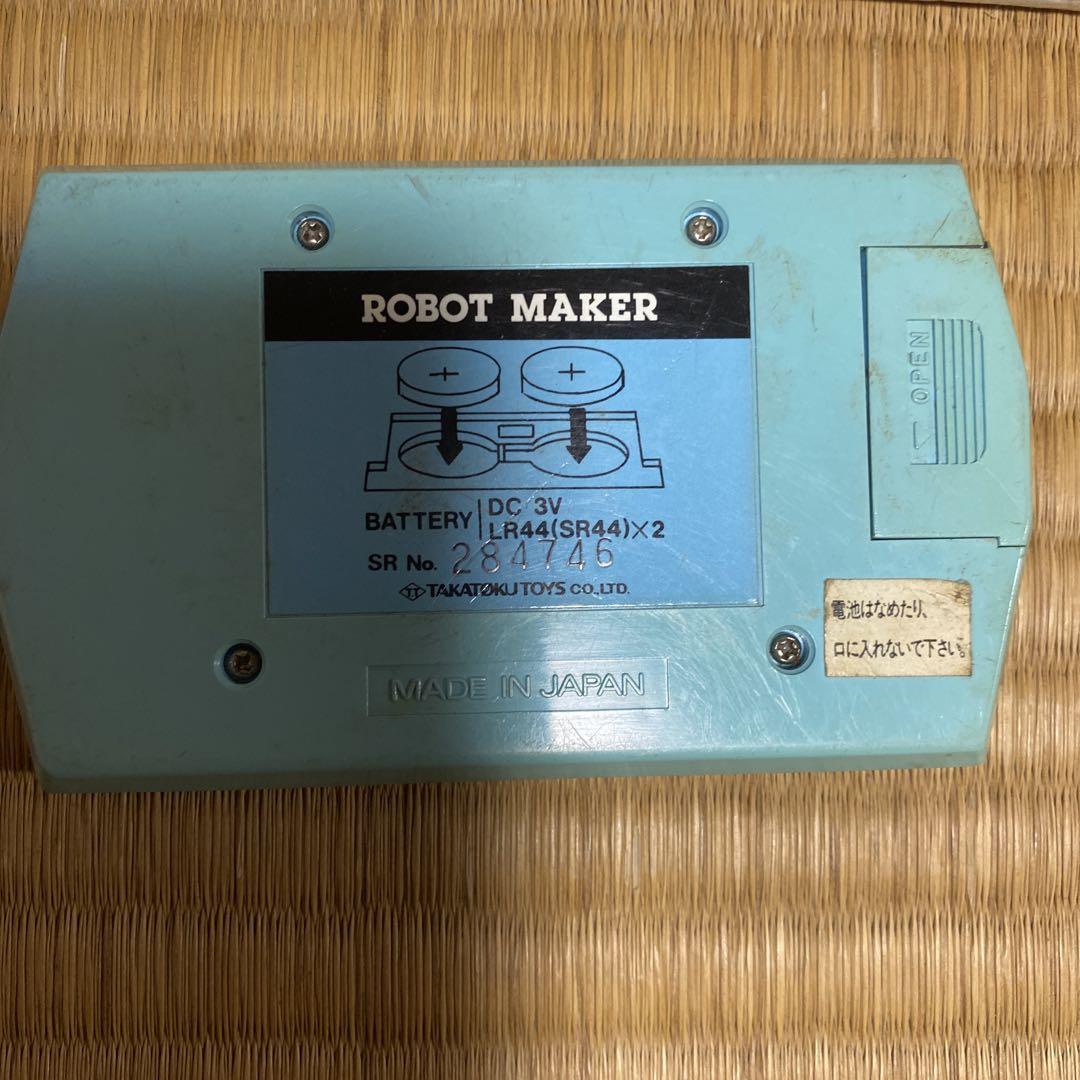 ROBOT MAKER
+ +
BATTERY
DC 3V
LR44(SR44)×2
SR No. 284746
TT TAKATOKU TOYS CO.,LTD.
MADE IN JAPAN
OPEN
電池はなめたり、
口に入れないで下さい。